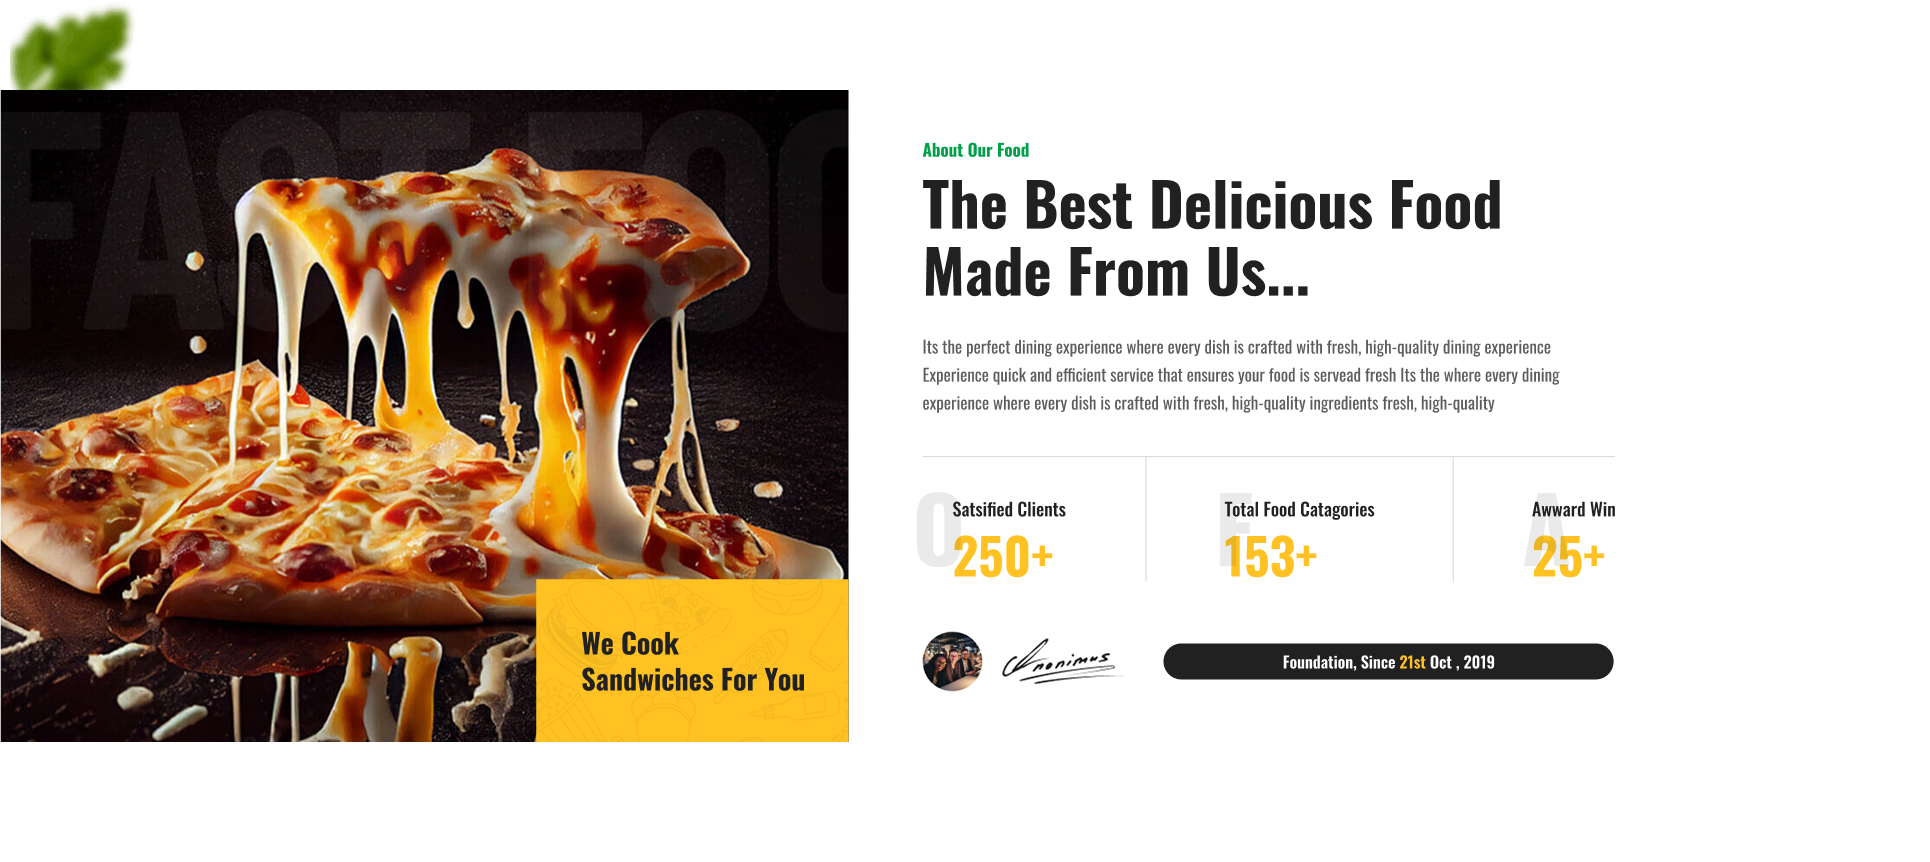 FAST FOO
About Our Food
The Best Delicious Food
Made From Us...
Its the perfect dining experience where every dish is crafted with fresh, high-quality dining experience
Experience quick and efficient service that ensures your food is servead fresh Its the where every dining
experience where every dish is crafted with fresh, high-quality ingredients fresh, high-quality
O
Satsified Clients
250+
F
Total Food Catagories
153+
A
Awward Win
25+
We Cook
Sandwiches For You
Anonimus
Foundation, Since 21st Oct , 2019